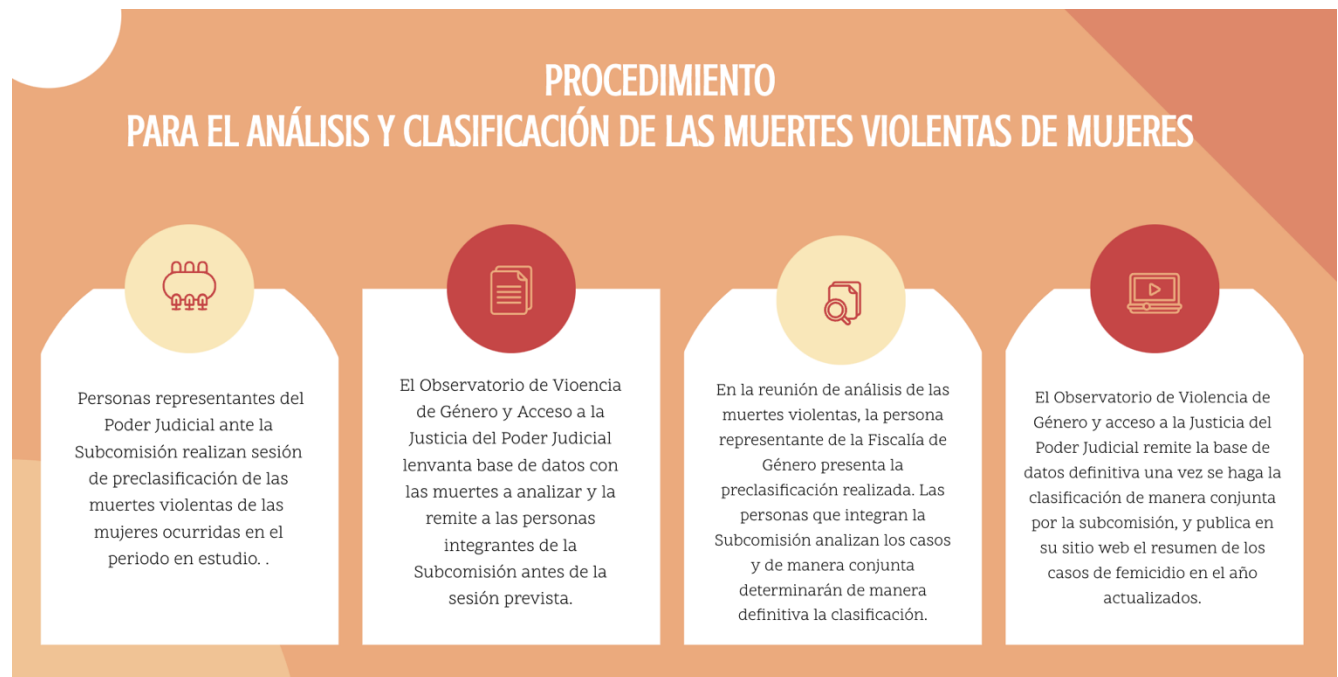 PROCEDIMIENTO
PARA EL ANÁLISIS Y CLASIFICACIÓN DE LAS MUERTES VIOLENTAS DE MUJERES
Personas representantes del
Poder Judicial ante la
Subcomisión realizan sesión
de preclasificación de las
muertes violentas de las
mujeres ocurridas en el
periodo en estudio. .
El Observatorio de Vioencia
de Género y Acceso a la
Justicia del Poder Judicial
lenvanta base de datos con
las muertes a analizar y la
remite a las personas
integrantes de la
Subcomisión antes de la
sesión prevista.
En la reunión de análisis de las
muertes violentas, la persona
representante de la Fiscalía de
Género presenta la
preclasificación realizada. Las
personas que integran la
Subcomisión analizan los casos
y de manera conjunta
determinarán de manera
definitiva la clasificación.
El Observatorio de Violencia de
Género y acceso a la Justicia del
Poder Judicial remite la base de
datos definitiva una vez se haga la
clasificación de manera conjunta
por la subcomisión, y publica en
su sitio web el resumen de los
casos de femicidio en el año
actualizados.